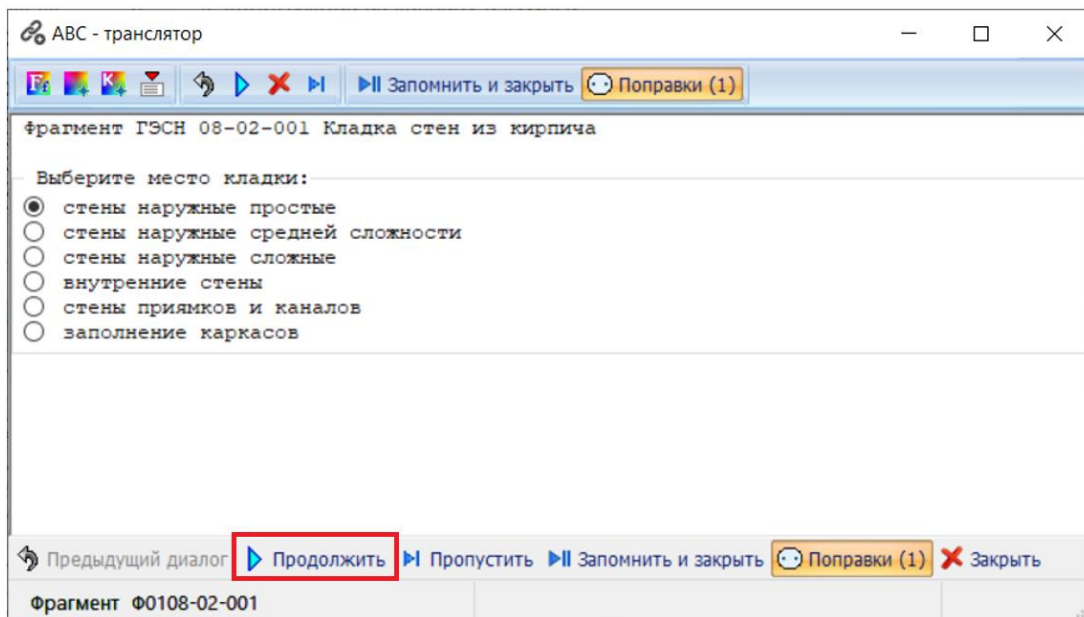 АВС - транслятор
Запомнить и закрыть Поправки (1)
Фрагмент ГЭСН 08-02-001 Кладка стен из кирпича
Выберите место кладки:
стены наружные простые
стены наружные средней сложности
стены наружные сложные
внутренние стены
стены приямков и каналов
заполнение каркасов
Предыдущий диалог Продолжить Пропустить Запомнить и закрыть Поправки (1) Закрыть
Фрагмент Ф0108-02-001